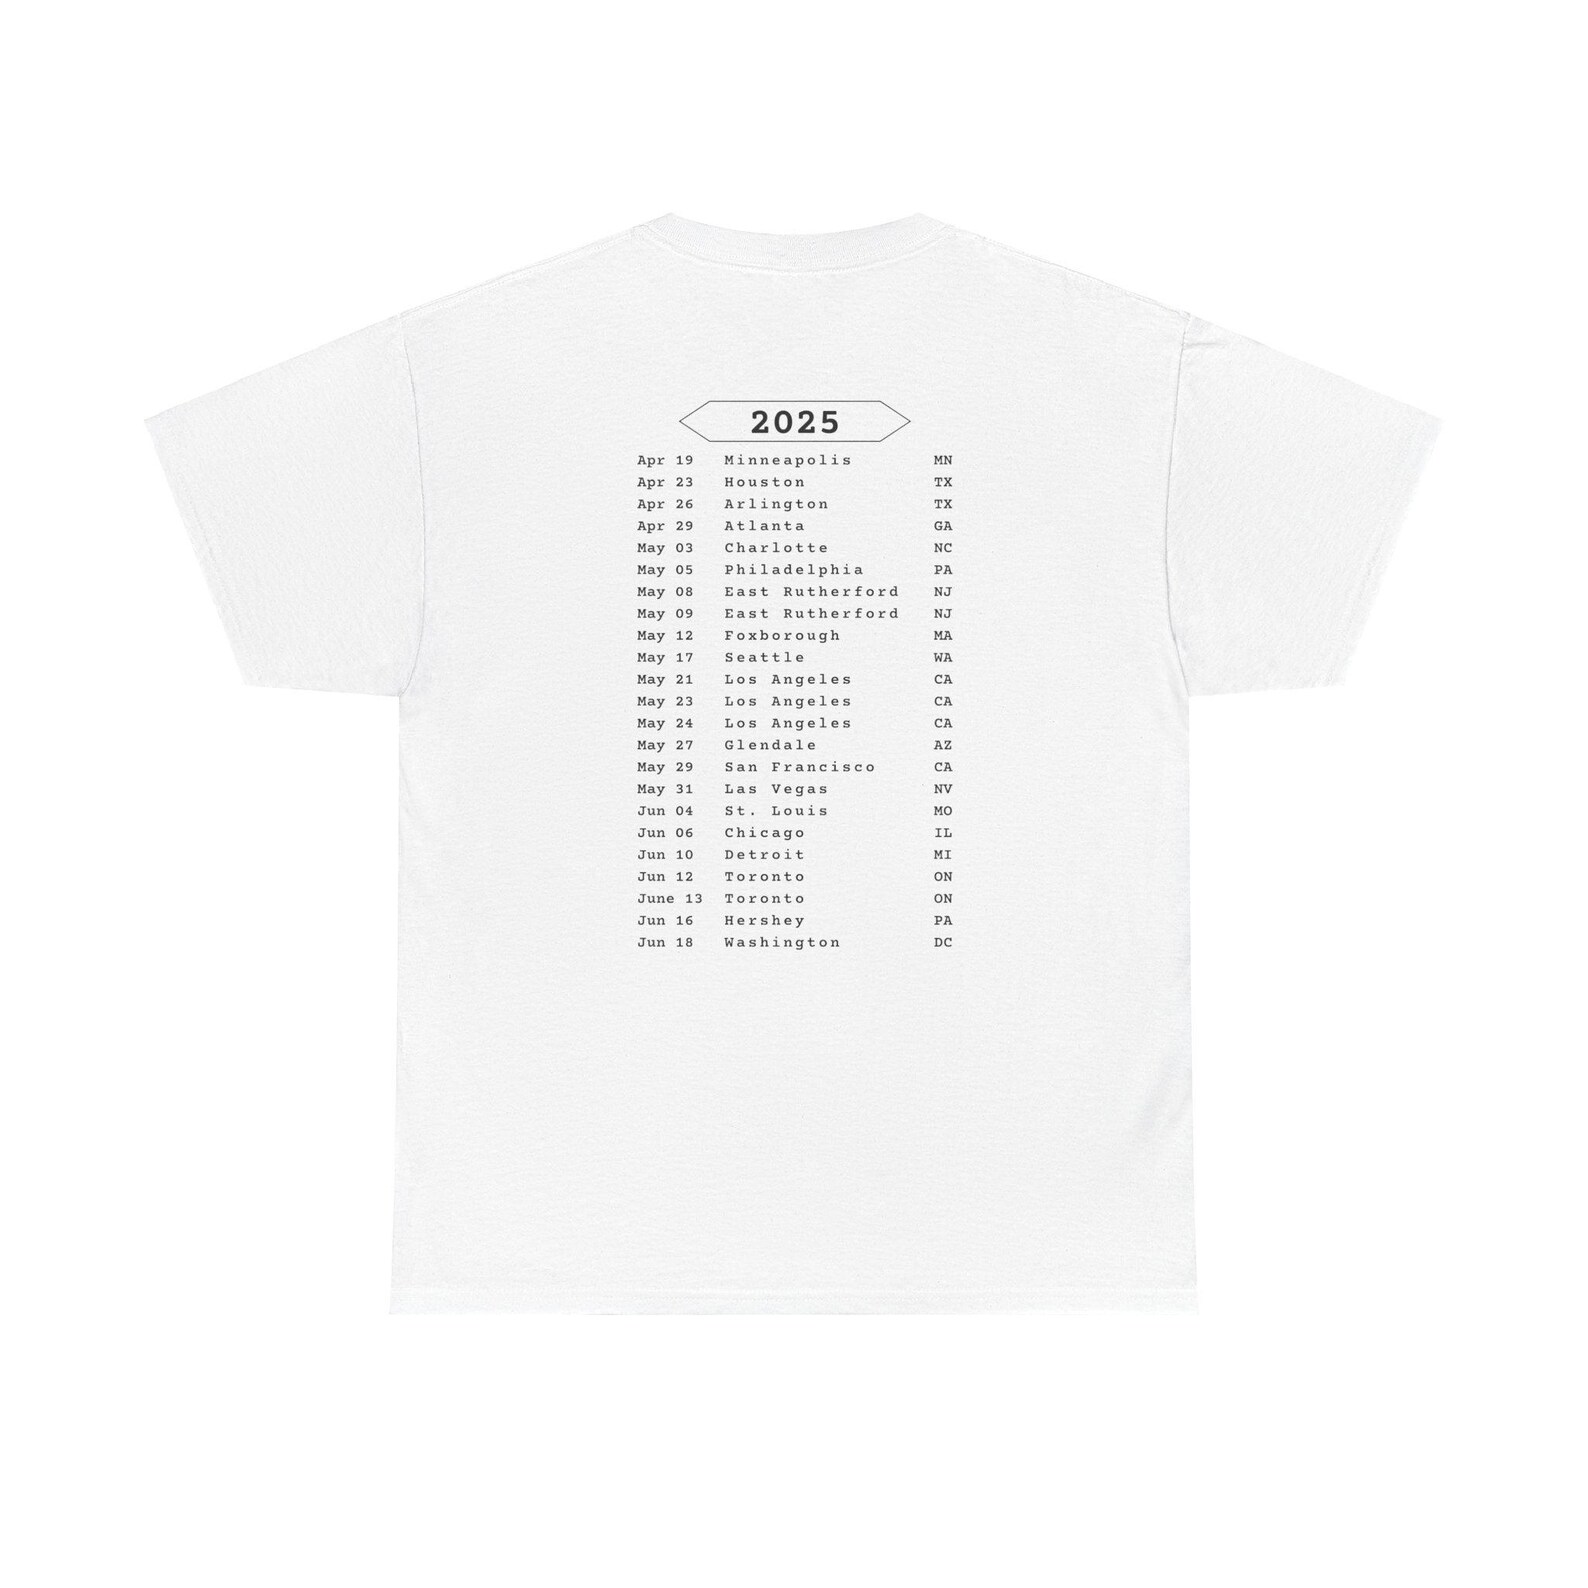 2025
Apr 19 Minneapolis MN
Apr 23 Houston TX
Apr 26 Arlington TX
Apr 29 Atlanta GA
May 03 Charlotte NC
May 05 Philadelphia PA
May 08 East Rutherford NJ
May 09 East Rutherford NJ
May 12 Foxborough MA
May 17 Seattle WA
May 21 Los Angeles CA
May 23 Los Angeles CA
May 24 Los Angeles CA
May 27 Glendale AZ
May 29 San Francisco CA
May 31 Las Vegas NV
Jun 04 St. Louis MO
Jun 06 Chicago IL
Jun 10 Detroit MI
Jun 12 Toronto ON
June 13 Toronto ON
Jun 16 Hershey PA
Jun 18 Washington DC